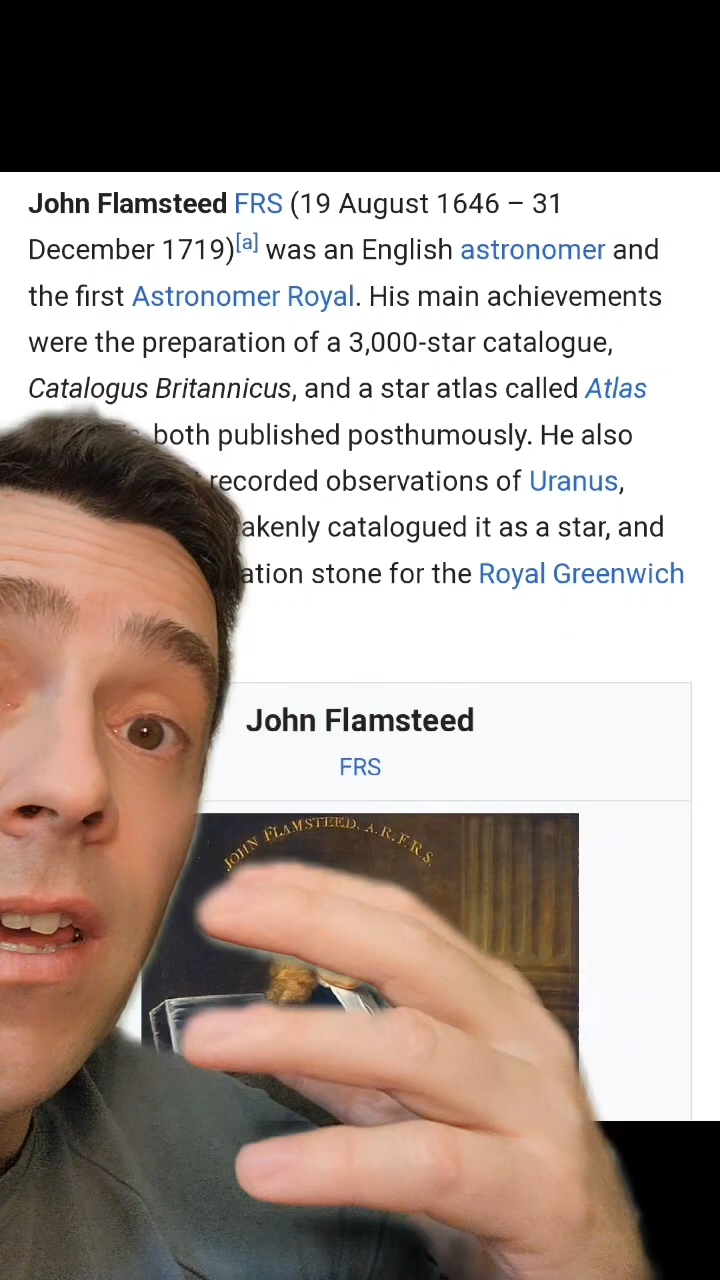 John Flamsteed FRS (19 August 1646 – 31
December 1719)[a] was an English astronomer and
the first Astronomer Royal. His main achievements
were the preparation of a 3,000-star catalogue,
Catalogus Britannicus, and a star atlas called Atlas
both published posthumously. He also
recorded observations of Uranus,
akenly catalogued it as a star, and
ation stone for the Royal Greenwich
John Flamsteed
FRS
JOHN FLAMSTEED. A.R.F.R.S.